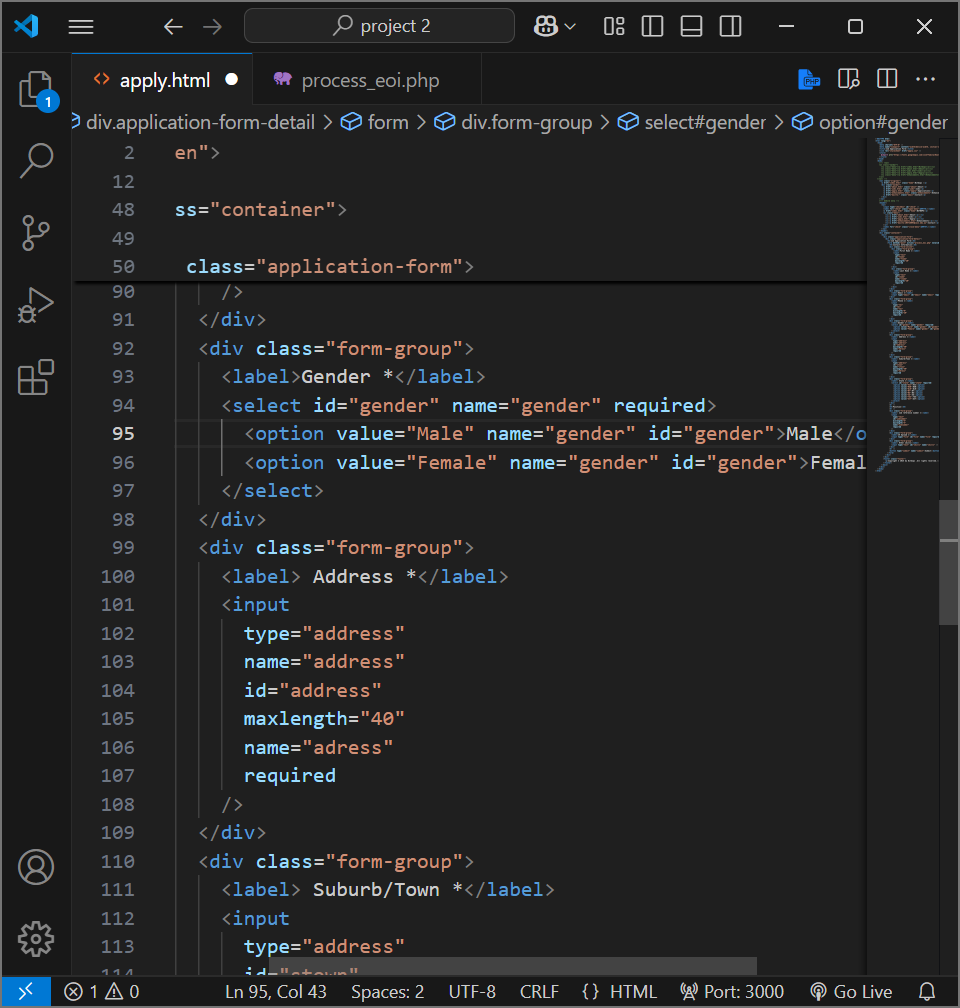 project 2
1
apply.html
process_eoi.php
PHP
div.application-form-detail > form > div.form-group > select#gender > option#gender
2 en">
12
48 ss="container">
49
50 class="application-form">
90 />
91 </div>
92 <div class="form-group">
93 <label>Gender *</label>
94 <select id="gender" name="gender" required>
95 <option value="Male" name="gender" id="gender">Male</o
96 <option value="Female" name="gender" id="gender">Femal
97 </select>
98 </div>
99 <div class="form-group">
100 <label> Address *</label>
101 <input
102 type="address"
103 name="address"
104 id="address"
105 maxlength="40"
106 name="adress"
107 required
108 />
109 </div>
110 <div class="form-group">
111 <label> Suburb/Town *</label>
112 <input
113 type="address"
114 id="stown"
1 0 Ln 95, Col 43 Spaces: 2 UTF-8 CRLF {} HTML Port: 3000 Go Live